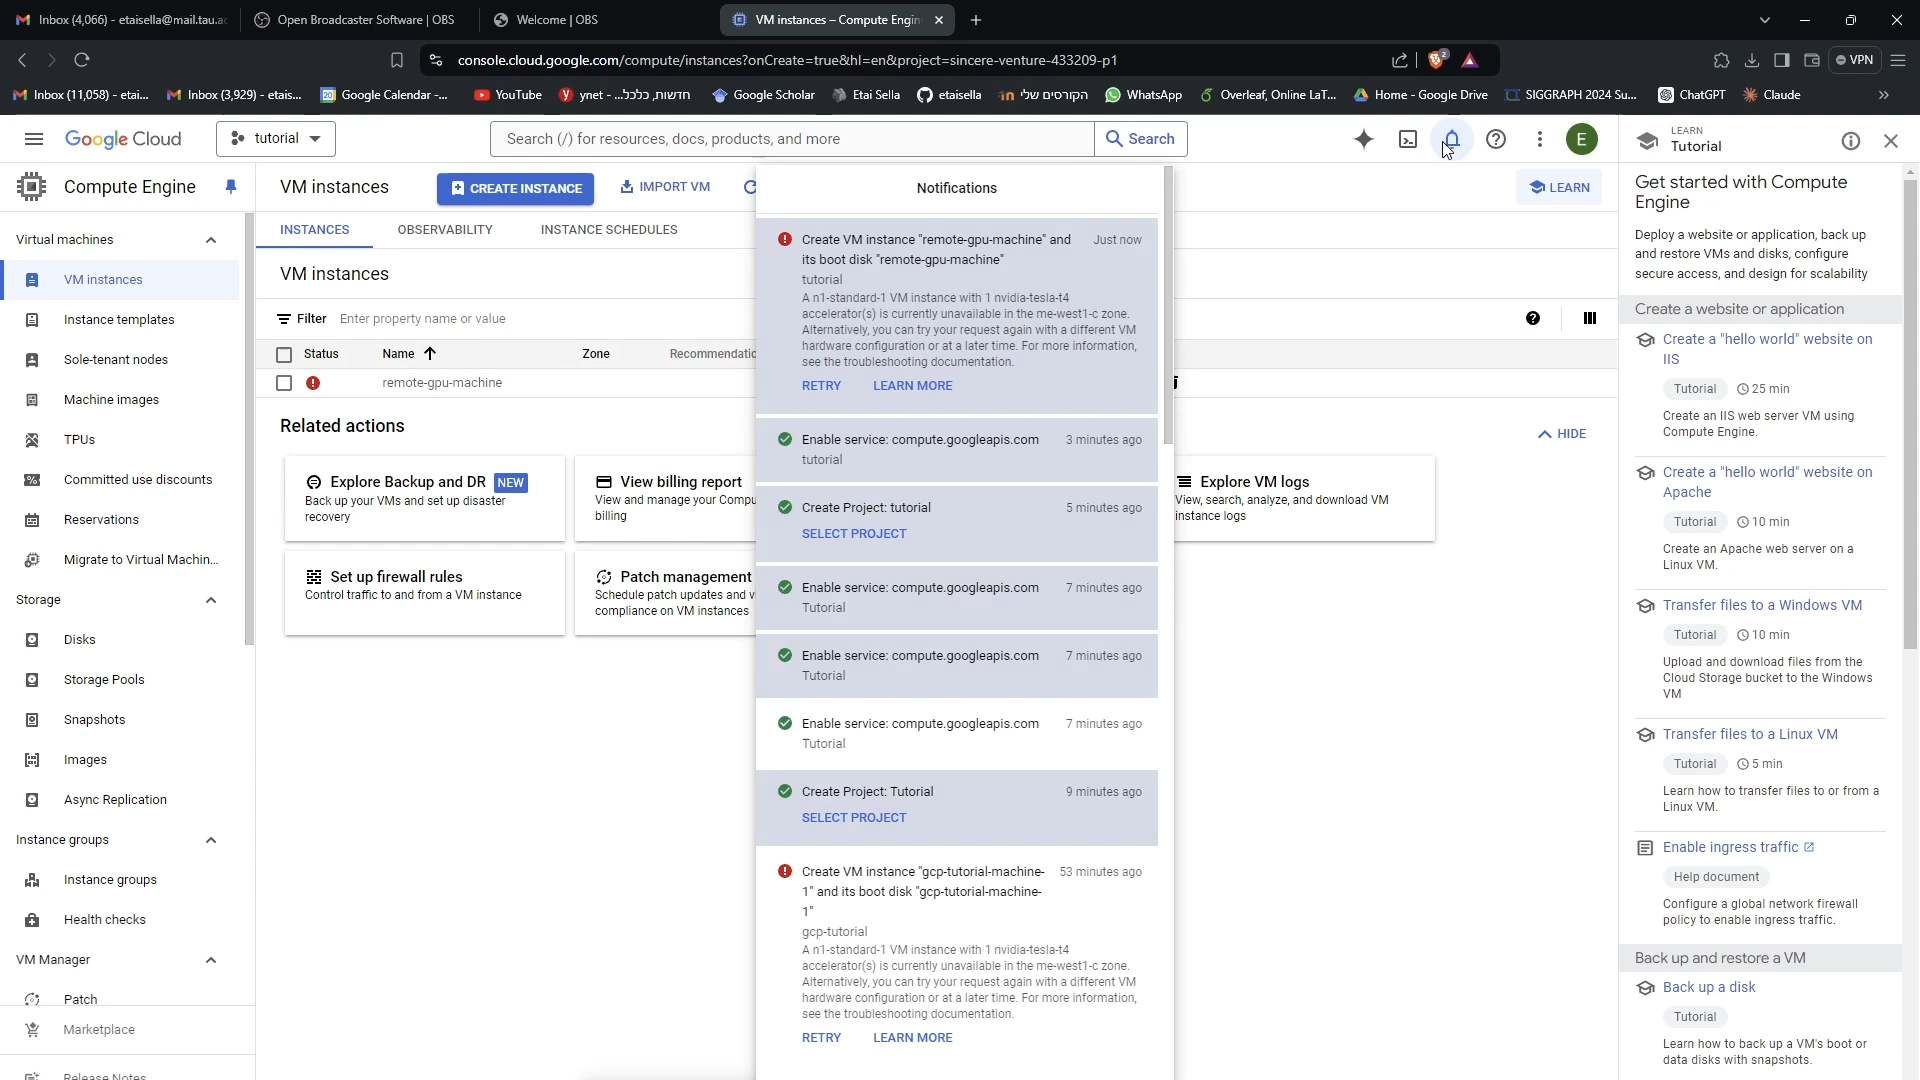 Inbox (4,066) - etaisella@mail.tau.ac
Open Broadcaster Software | OBS
Welcome | OBS
VM instances – Compute Engin
console.cloud.google.com/compute/instances?onCreate=true&hl=en&project=sincere-venture-433209-p1
2
VPN
Inbox (11,058) - etai...
Inbox (3,929) - etais...
Google Calendar -...
YouTube
ynet - חדשות, כלכל...
Google Scholar
Etai Sella
etaisella
הקורסים שלי
WhatsApp
Overleaf, Online LaT...
Home - Google Drive
SIGGRAPH 2024 Su...
ChatGPT
Claude
Google Cloud
tutorial
Search (/) for resources, docs, products, and more
Search
E
LEARN
Tutorial
Compute Engine
Virtual machines
VM instances
Instance templates
Sole-tenant nodes
Machine images
TPUs
Committed use discounts
Reservations
Migrate to Virtual Machin...
Storage
Disks
Storage Pools
Snapshots
Images
Async Replication
Instance groups
Instance groups
Health checks
VM Manager
Patch
Marketplace
Release Notes
VM instances
CREATE INSTANCE
IMPORT VM
LEARN
INSTANCES
OBSERVABILITY
INSTANCE SCHEDULES
VM instances
Filter
Enter property name or value
Status
Name
Zone
Recommendatio
remote-gpu-machine
Related actions
HIDE
Explore Backup and DR NEW
Back up your VMs and set up disaster
recovery
View billing report
View and manage your Compu
billing
Explore VM logs
View, search, analyze, and download VM
instance logs
Set up firewall rules
Control traffic to and from a VM instance
Patch management
Schedule patch updates and v
compliance on VM instances
Notifications
Create VM instance "remote-gpu-machine" and
its boot disk "remote-gpu-machine"
Just now
tutorial
A n1-standard-1 VM instance with 1 nvidia-tesla-t4
accelerator(s) is currently unavailable in the me-west1-c zone.
Alternatively, you can try your request again with a different VM
hardware configuration or at a later time. For more information,
see the troubleshooting documentation.
RETRY
LEARN MORE
Enable service: compute.googleapis.com
3 minutes ago
tutorial
Create Project: tutorial
5 minutes ago
SELECT PROJECT
Enable service: compute.googleapis.com
7 minutes ago
Tutorial
Enable service: compute.googleapis.com
7 minutes ago
Tutorial
Enable service: compute.googleapis.com
7 minutes ago
Tutorial
Create Project: Tutorial
9 minutes ago
SELECT PROJECT
Create VM instance "gcp-tutorial-machine-
1" and its boot disk "gcp-tutorial-machine-
1"
53 minutes ago
gcp-tutorial
A n1-standard-1 VM instance with 1 nvidia-tesla-t4
accelerator(s) is currently unavailable in the me-west1-c zone.
Alternatively, you can try your request again with a different VM
hardware configuration or at a later time. For more information,
see the troubleshooting documentation.
RETRY
LEARN MORE
Get started with Compute
Engine
Deploy a website or application, back up
and restore VMs and disks, configure
secure access, and design for scalability
Create a website or application
Create a "hello world" website on
IIS
Tutorial
25 min
Create an IIS web server VM using
Compute Engine.
Create a "hello world" website on
Apache
Tutorial
10 min
Create an Apache web server on a
Linux VM.
Transfer files to a Windows VM
Tutorial
10 min
Upload and download files from the
Cloud Storage bucket to the Windows
VM
Transfer files to a Linux VM
Tutorial
5 min
Learn how to transfer files to or from a
Linux VM.
Enable ingress traffic
Help document
Configure a global network firewall
policy to enable ingress traffic.
Back up and restore a VM
Back up a disk
Tutorial
Learn how to back up a VM's boot or
data disks with snapshots.